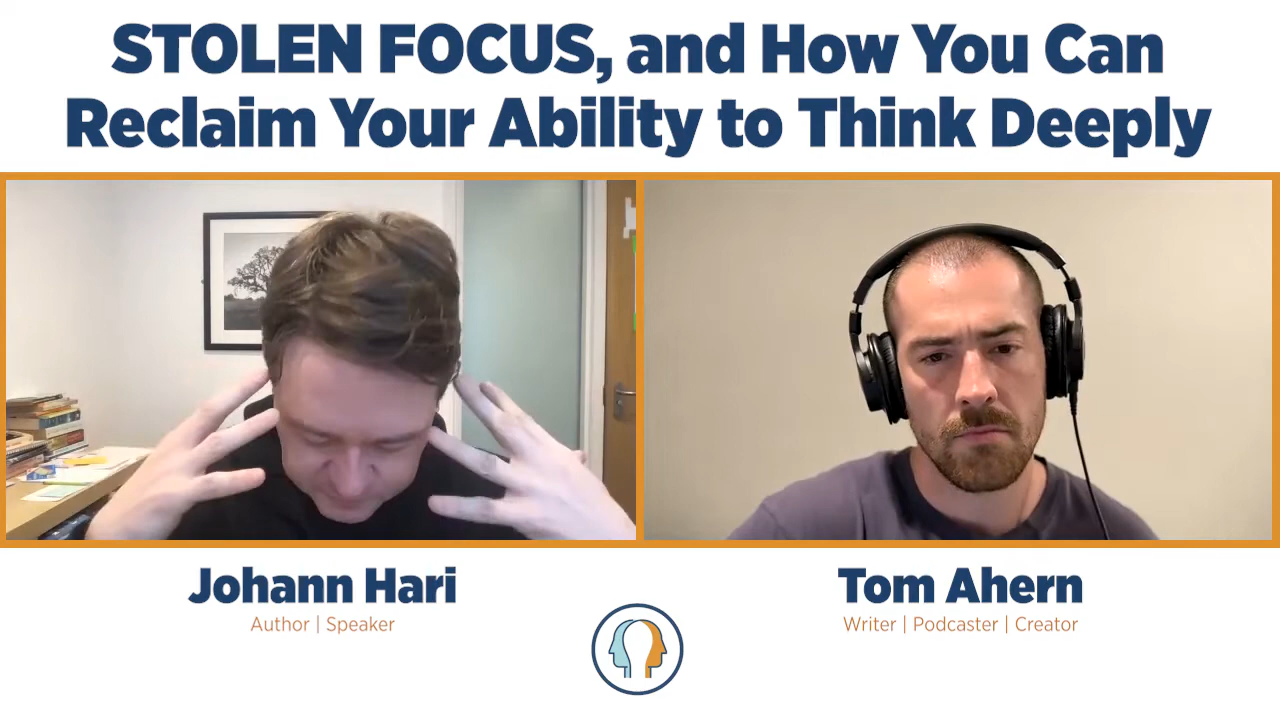 STOLEN FOCUS, and How You Can
Reclaim Your Ability to Think Deeply
Johann Hari
Author | Speaker
Tom Ahern
Writer | Podcaster | Creator